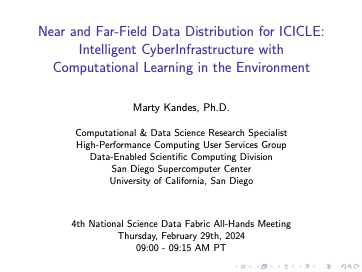 Near and Far-Field Data Distribution for ICICLE:
Intelligent CyberInfrastructure with
Computational Learning in the Environment
Marty Kandes, Ph.D.
Computational & Data Science Research Specialist
High-Performance Computing User Services Group
Data-Enabled Scientific Computing Division
San Diego Supercomputer Center
University of California, San Diego
4th National Science Data Fabric All-Hands Meeting
Thursday, February 29th, 2024
09:00 - 09:15 AM PT